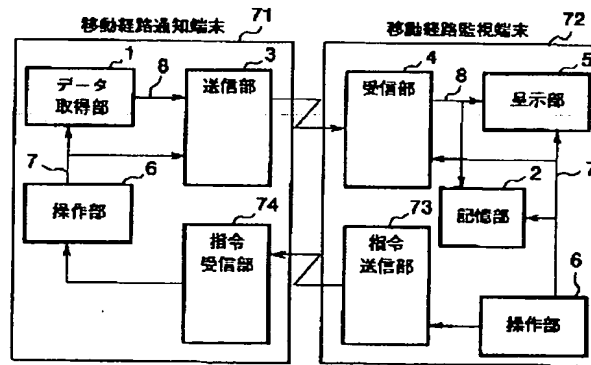 移動経路通知端末
71
1
データ
取得部
8
3
送信部
7
6
操作部
74
指令
受信部
移動経路監視端末
72
4
受信部
8
5
呈示部
2
記憶部
7
73
指令
送信部
6
操作部